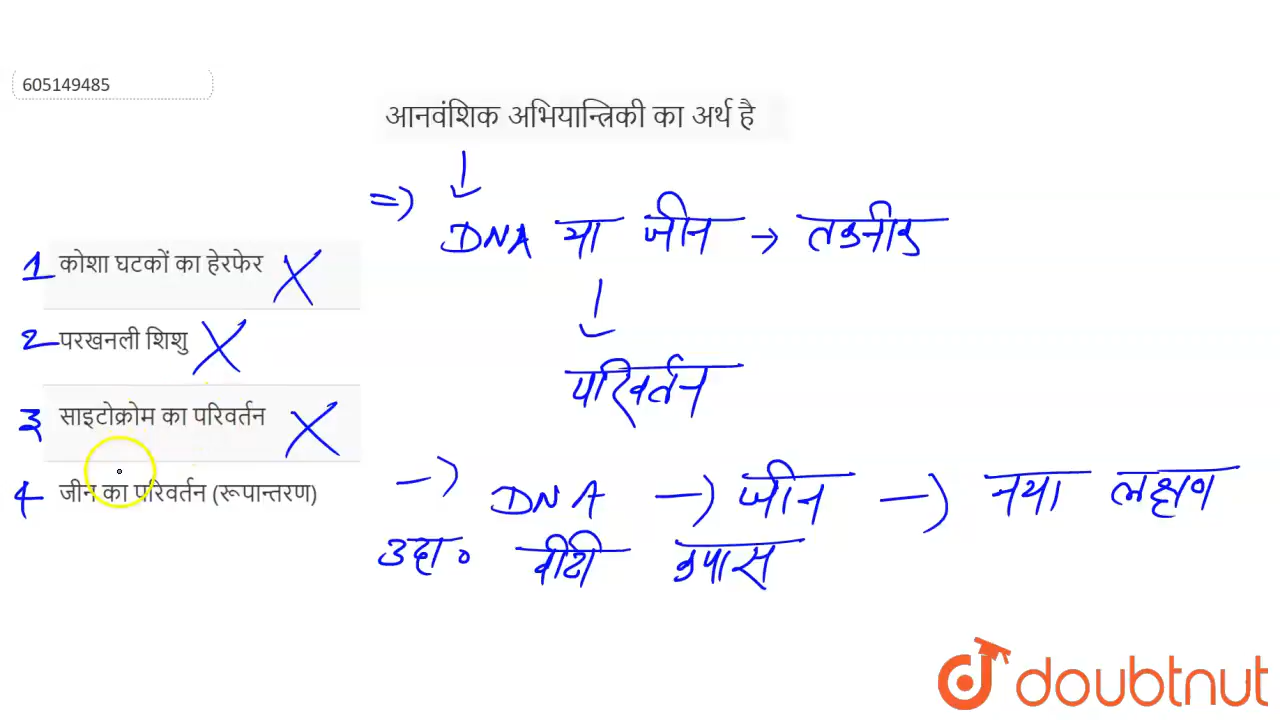 605149485
आनवंशिक अभियान्त्रिकी का अर्थ है
⇒ DNA या जीन → तकनीक
परिवर्तन
1 कोशा घटकों का हेरफेर X
2 परखनली शिशु X
3 साइटोक्रोम का परिवर्तन X
4 जीन का परिवर्तन (रूपान्तरण)
→ DNA → जीन → नया लक्षण
उदा० बीटी कपास
doubtnut